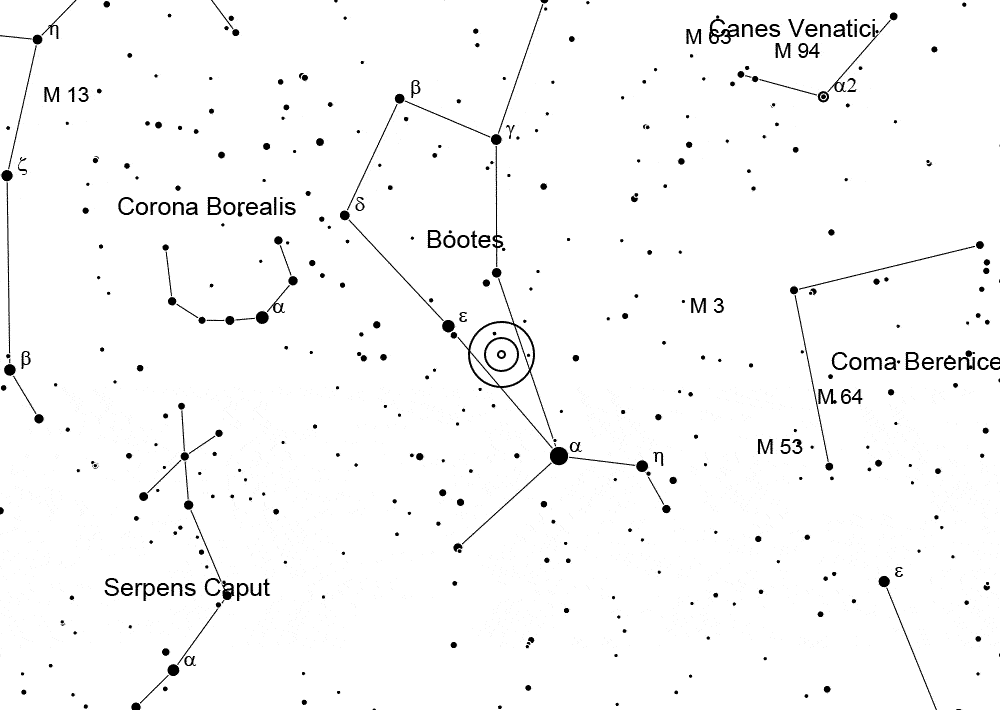 η
Canes Venatici
M 63
M 94
α2
β
M 13
γ
ζ
Corona Borealis
δ
Bootes
α
M 3
ε
β
Coma Berenice
M 64
α
η
M 53
ε
Serpens Caput
α